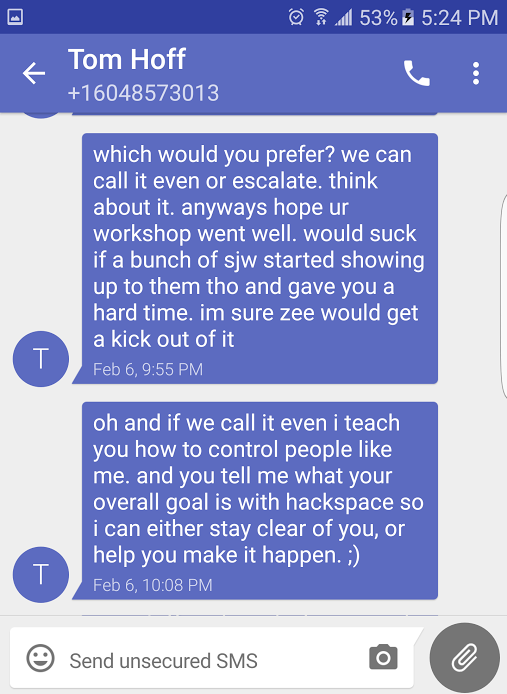 53% 5:24 PM
Tom Hoff
+16048573013
which would you prefer? we can
call it even or escalate. think
about it. anyways hope ur
workshop went well. would suck
if a bunch of sjw started showing
up to them tho and gave you a
hard time. im sure zee would get
a kick out of it
T
Feb 6, 9:55 PM
oh and if we call it even i teach
you how to control people like
me. and you tell me what your
overall goal is with hackspace so
i can either stay clear of you, or
help you make it happen. ;)
T
Feb 6, 10:08 PM
Send unsecured SMS